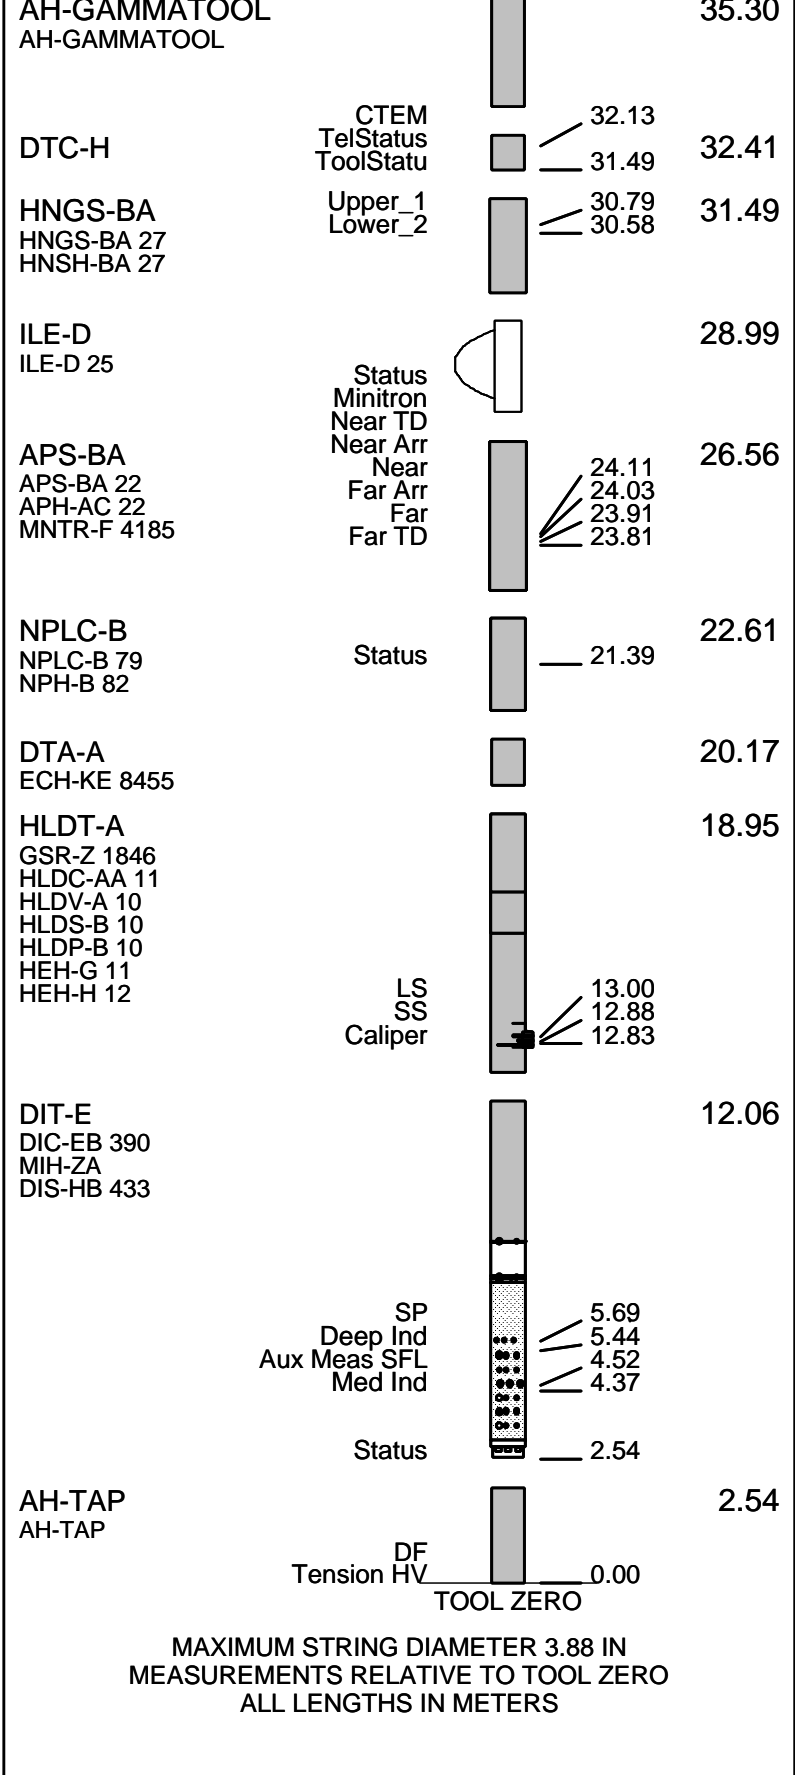 AH-GAMMATOOL 35.30
AH-GAMMATOOL
CTEM 32.13
TelStatus
DTC-H 32.41
ToolStatu 31.49
Upper_1 30.79
HNGS-BA 31.49
Lower_2 30.58
HNGS-BA 27
HNSH-BA 27
ILE-D 28.99
ILE-D 25
Status
Minitron
Near TD
Near Arr
APS-BA 26.56
Near 24.11
APS-BA 22
Far Arr 24.03
APH-AC 22
Far 23.91
MNTR-F 4185
Far TD 23.81
NPLC-B 22.61
NPLC-B 79
Status 21.39
NPH-B 82
DTA-A 20.17
ECH-KE 8455
HLDT-A 18.95
GSR-Z 1846
HLDC-AA 11
HLDV-A 10
HLDS-B 10
HLDP-B 10
HEH-G 11
HEH-H 12
LS 13.00
SS 12.88
Caliper 12.83
DIT-E 12.06
DIC-EB 390
MIH-ZA
DIS-HB 433
SP 5.69
Deep Ind 5.44
Aux Meas SFL 4.52
Med Ind 4.37
Status 2.54
AH-TAP 2.54
AH-TAP
DF
Tension HV 0.00
TOOL ZERO
MAXIMUM STRING DIAMETER 3.88 IN
MEASUREMENTS RELATIVE TO TOOL ZERO
ALL LENGTHS IN METERS